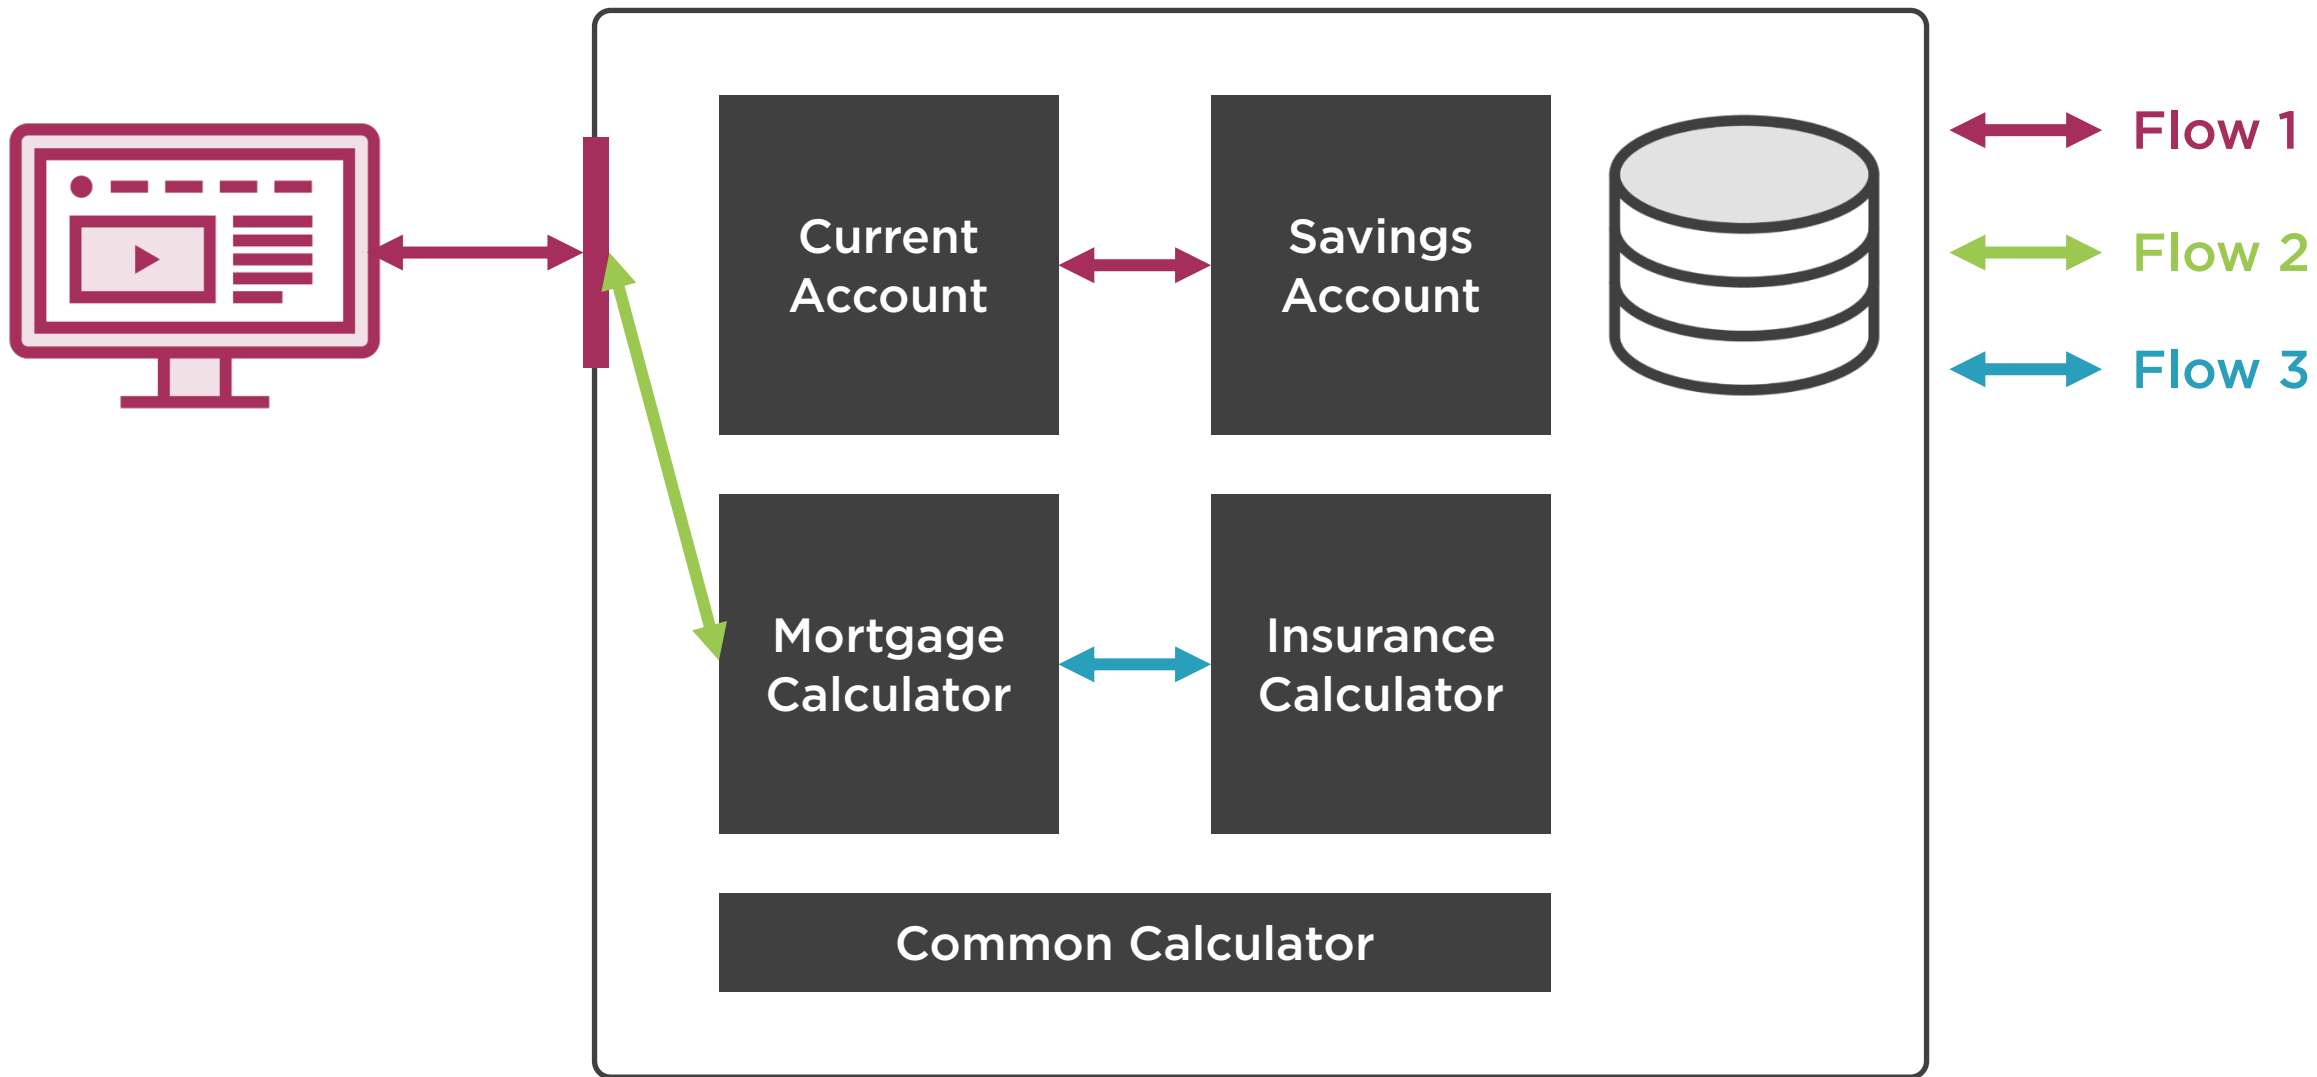 Current
Account
Savings
Account
Flow 1
Flow 2
Flow 3
Mortgage
Calculator
Insurance
Calculator
Common Calculator